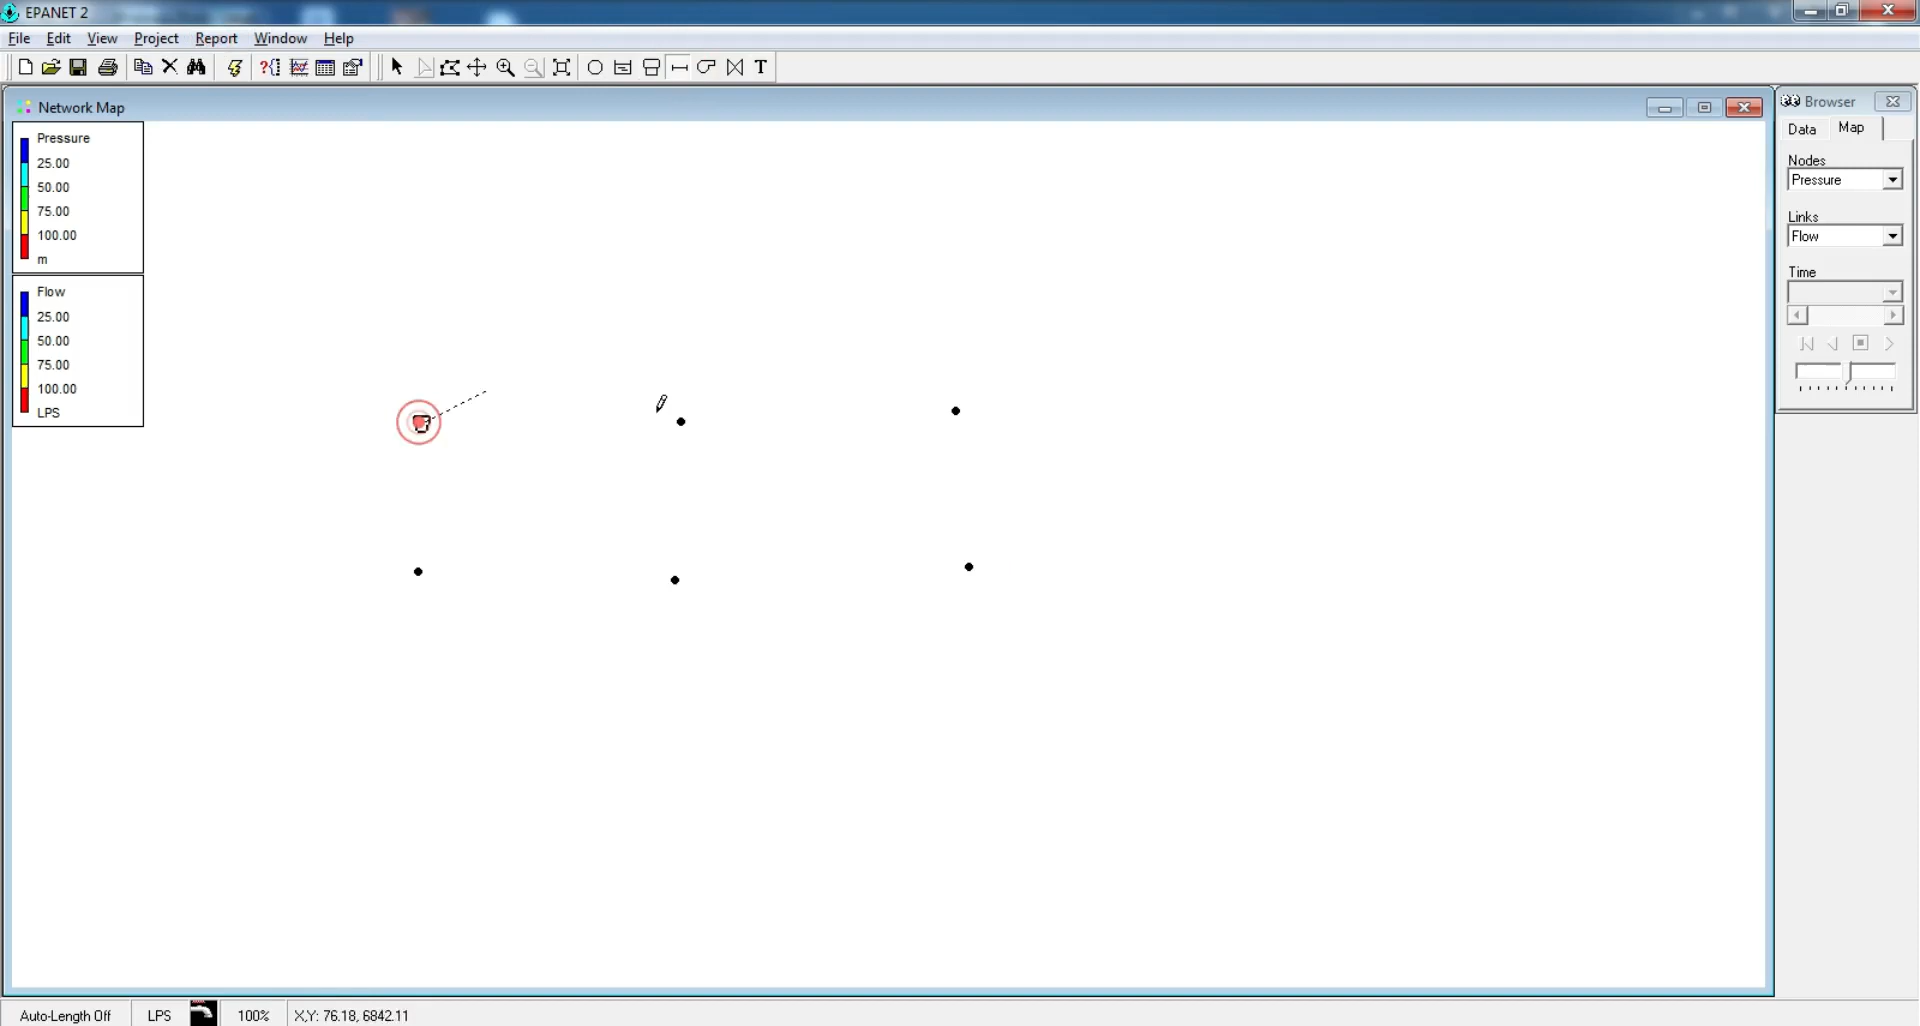 EPANET 2
File Edit View Project Report Window Help
T
Network Map
Pressure
25.00
50.00
75.00
100.00
m
Flow
25.00
50.00
75.00
100.00
LPS
Browser
Data Map
Nodes
Pressure
Links
Flow
Time
Auto-Length Off LPS 100% X,Y: 76.18, 6842.11